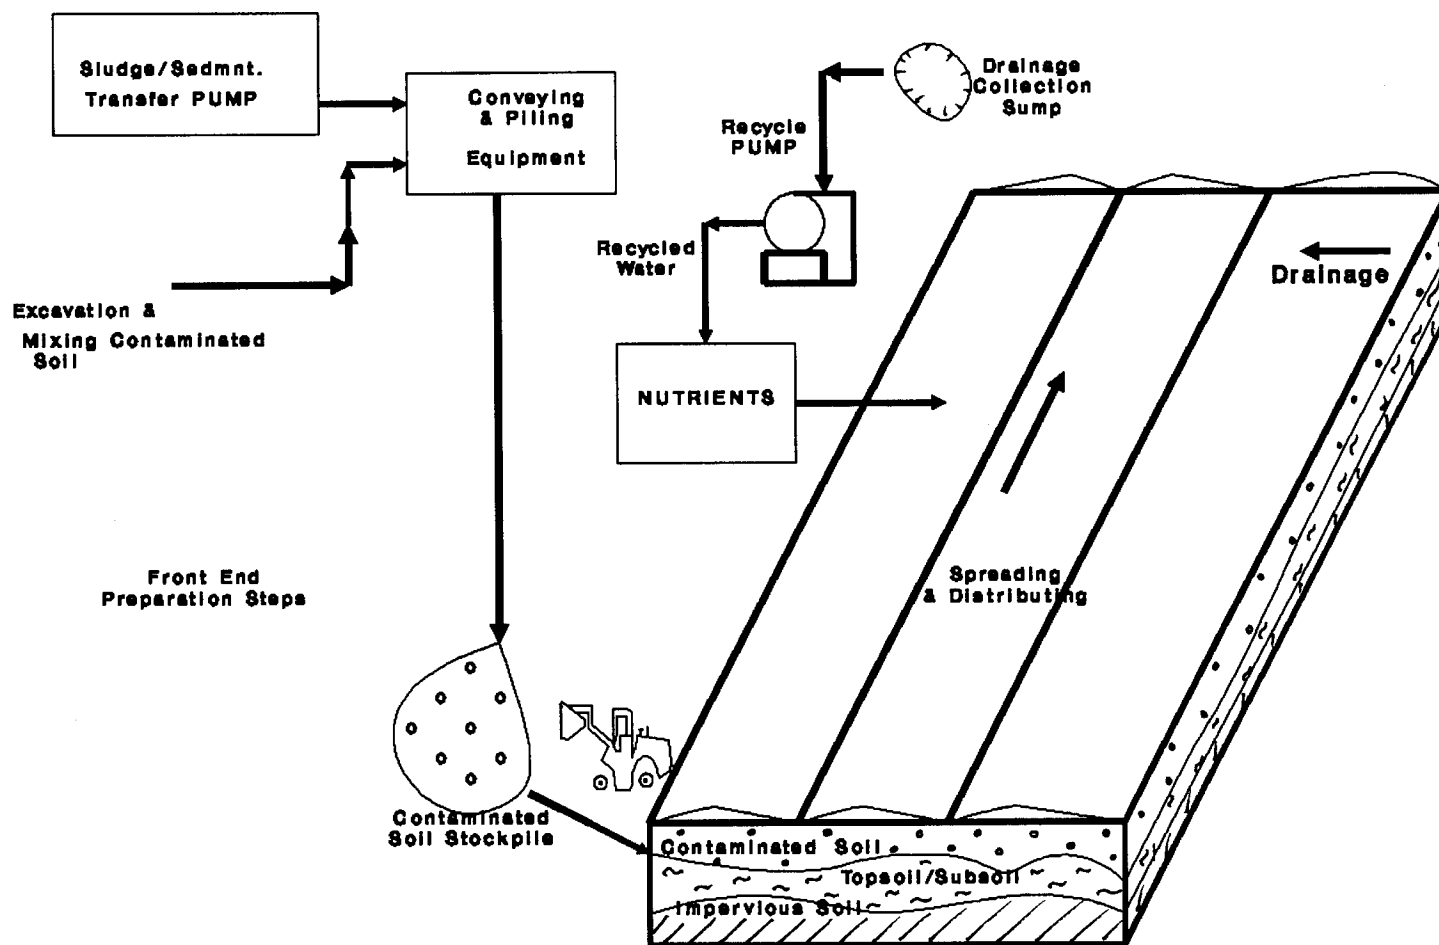 Sludge/Sedmnt.
Transfer PUMP
Conveying
& Piling
Equipment
Drainage
Collection
Sump
Recycle
PUMP
Recycled
Water
Drainage
Excavation &
Mixing Contaminated
Soil
NUTRIENTS
Front End
Preparation Steps
Spreading
& Distributing
Contaminated
Soil Stockpile
Contaminated Soil
Topsoil/Subsoil
Impervious Soil